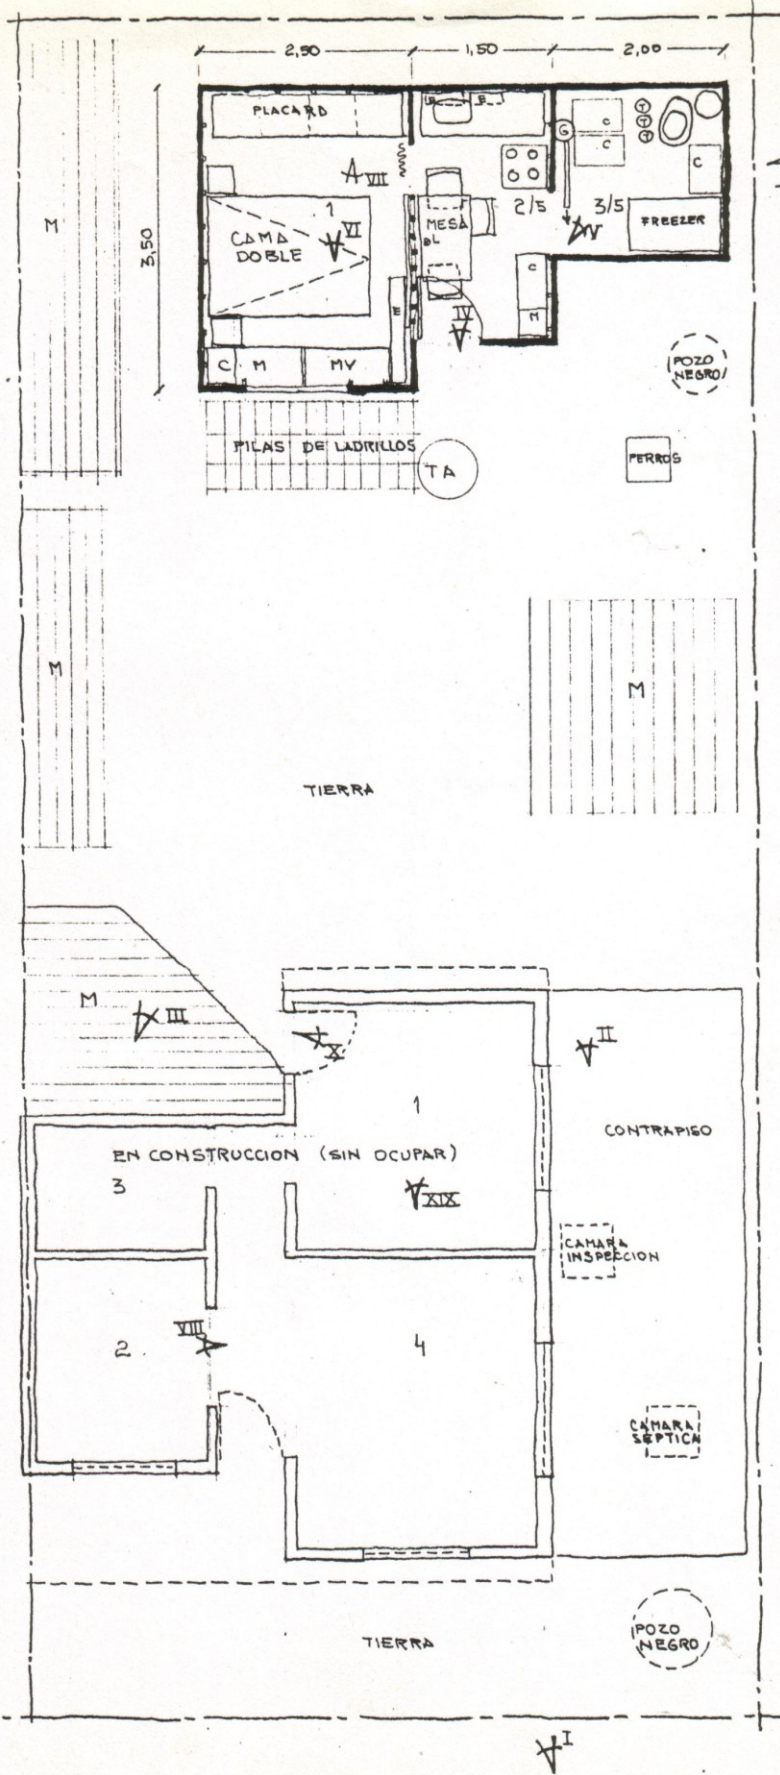 2,50 1,50 2,00
3,50
PLACARD
E E
C
C
T
T
T
G
C
VII
M
1
VI
CAMA
DOBLE
MESA
2/5
3/5
V
FREEZER
C
IV
M
E
C M MV
POZO
NEGRO
PILAS DE LADRILLOS
TA
PERROS
M
M
TIERRA
M
III
X
II
1
CONTRAPISO
EN CONSTRUCCION (SIN OCUPAR)
3
XIX
CAMARA
INSPECCION
VIII
2
4
CAMARA
SEPTICA
POZO
NEGRO
TIERRA
I